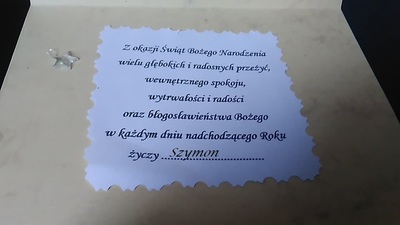 Z okazji Świąt Bożego Narodzenia
wielu głębokich i radosnych przeżyć,
wewnętrznego spokoju,
wytrwałości i radości
oraz błogosławieństwa Bożego
w każdym dniu nadchodzącego Roku
życzy ...Szymon..........